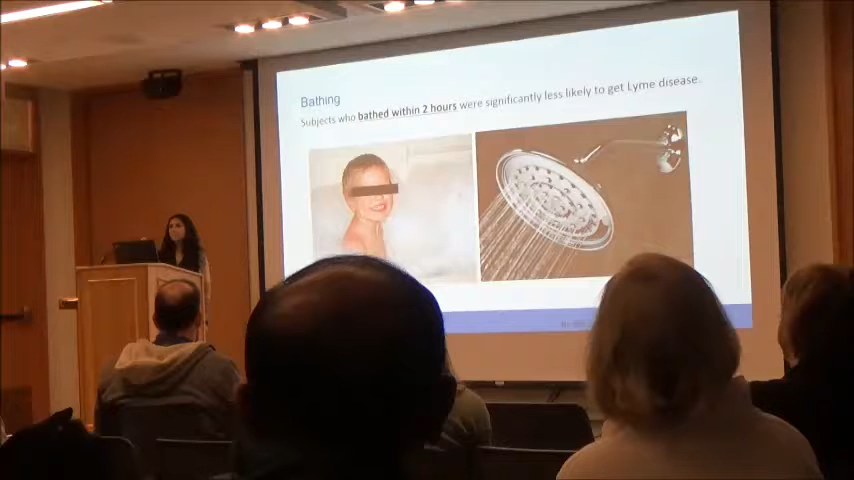 Bathing
Subjects who bathed within 2 hours were significantly less likely to get Lyme disease.